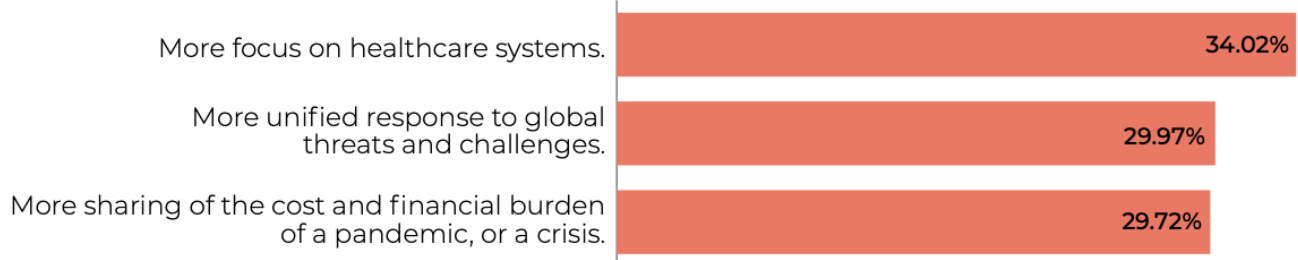 More focus on healthcare systems.
34.02%
More unified response to global
threats and challenges.
29.97%
More sharing of the cost and financial burden
of a pandemic, or a crisis.
29.72%